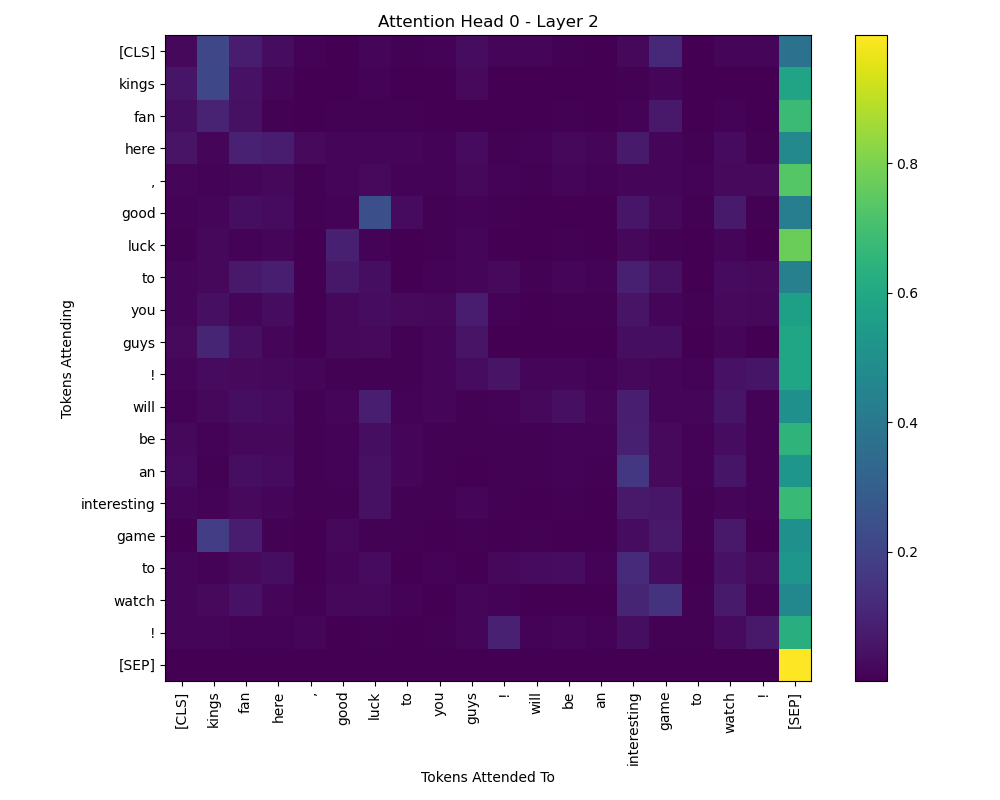 Attention Head 0 - Layer 2
Tokens Attending
[CLS]
kings
fan
here
,
good
luck
to
you
guys
!
will
be
an
interesting
game
to
watch
!
[SEP]
[CLS]
kings
fan
here
,
good
luck
to
you
guys
!
will
be
an
interesting
game
to
watch
!
[SEP]
Tokens Attended To
0.8
0.6
0.4
0.2